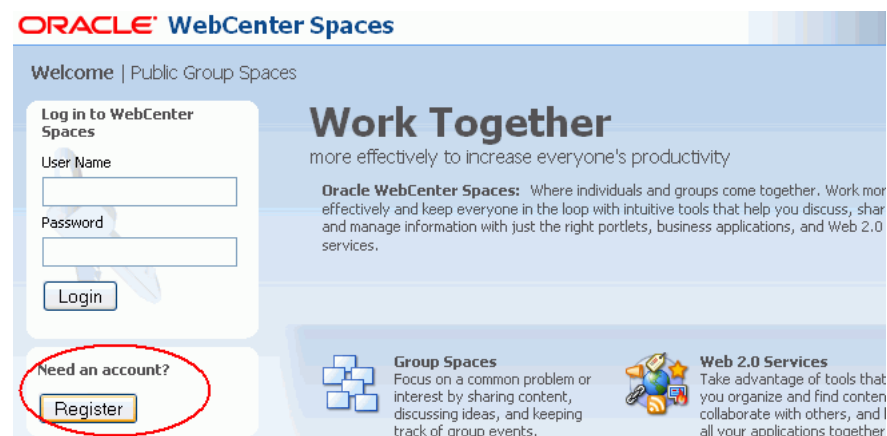 ORACLE WebCenter Spaces
Welcome | Public Group Spaces
Log in to WebCenter
Spaces
User Name
Password
Login
Need an account?
Register
Work Together
more effectively to increase everyone's productivity
Oracle WebCenter Spaces: Where individuals and groups come together. Work mor
effectively and keep everyone in the loop with intuitive tools that help you discuss, shar
and manage information with just the right portlets, business applications, and Web 2.0
services.
Group Spaces
Focus on a common problem or
interest by sharing content,
discussing ideas, and keeping
track of group events.
Web 2.0 Services
Take advantage of tools that
you organize and find conten
collaborate with others, and
all your applications together